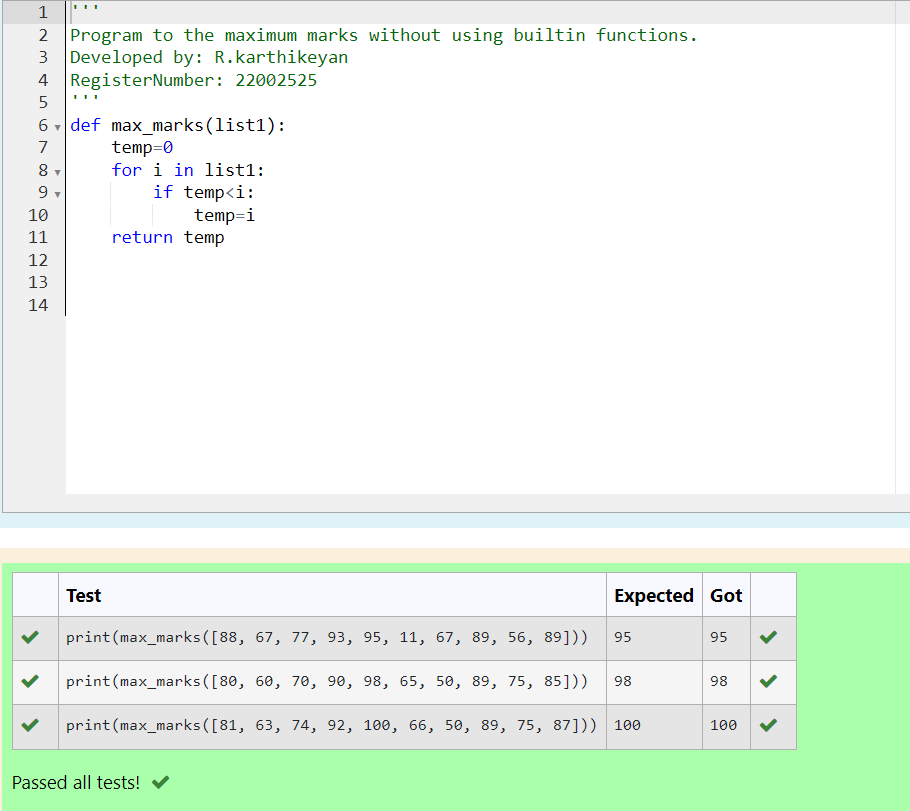 1 '''
2 Program to the maximum marks without using builtin functions.
3 Developed by: R.karthikeyan
4 RegisterNumber: 22002525
5 '''
6 def max_marks(list1):
7     temp=0
8     for i in list1:
9         if temp<i:
10             temp=i
11     return temp
12
13
14
Test Expected Got
print(max_marks([88, 67, 77, 93, 95, 11, 67, 89, 56, 89])) 95 95
print(max_marks([80, 60, 70, 90, 98, 65, 50, 89, 75, 85])) 98 98
print(max_marks([81, 63, 74, 92, 100, 66, 50, 89, 75, 87])) 100 100
Passed all tests!